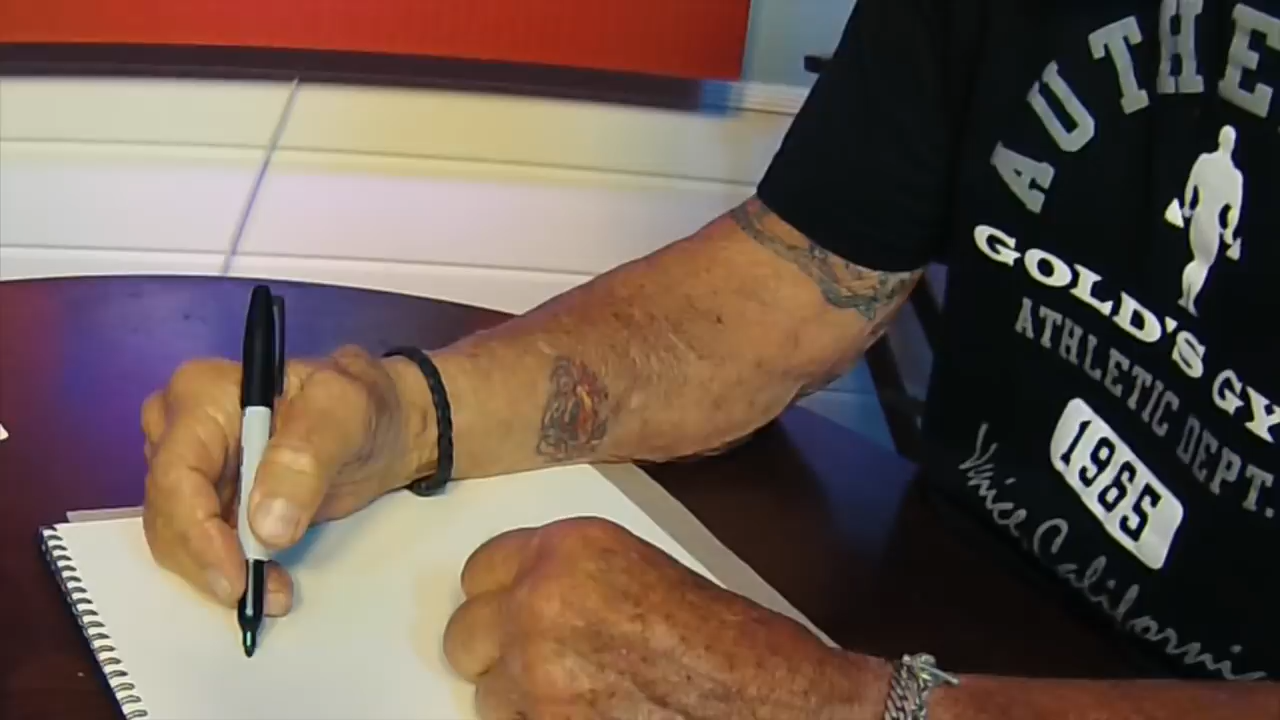 AUTHE
GOLD'S GY
ATHLETIC DEPT.
1965
Venice California